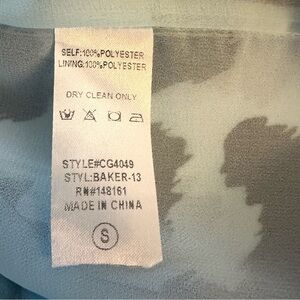 SELF:100%POLYESTER
LINING:100%POLYESTER
DRY CLEAN ONLY
STYLE#CG4049
STYL:BAKER-13
RN#148161
MADE IN CHINA
S